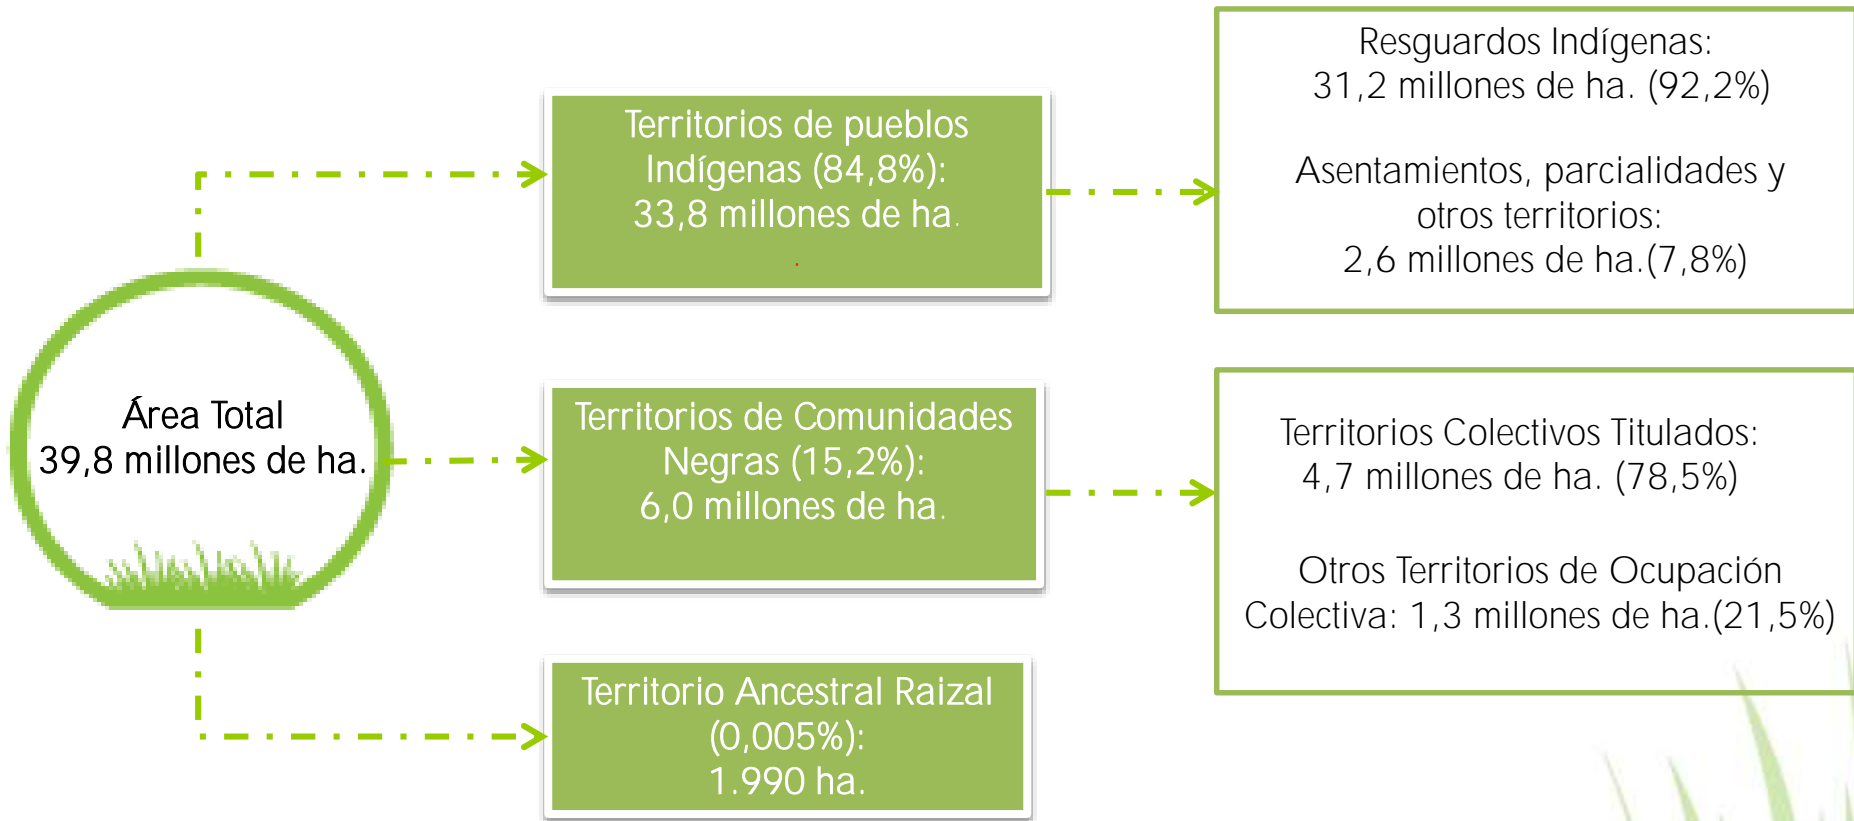 Área Total
39,8 millones de ha.
Territorios de pueblos
Indígenas (84,8%):
33,8 millones de ha.
.
Resguardos Indígenas:
31,2 millones de ha. (92,2%)
Asentamientos, parcialidades y
otros territorios:
2,6 millones de ha.(7,8%)
Territorios de Comunidades
Negras (15,2%):
6,0 millones de ha.
Territorios Colectivos Titulados:
4,7 millones de ha. (78,5%)
Otros Territorios de Ocupación
Colectiva: 1,3 millones de ha.(21,5%)
Territorio Ancestral Raizal
(0,005%):
1.990 ha.